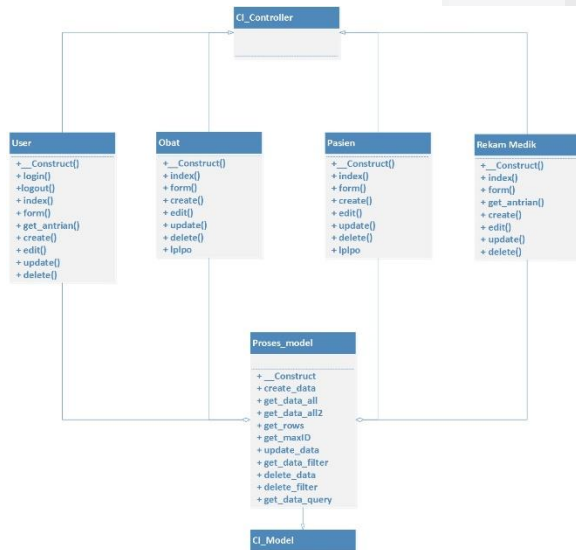 CI_Controller
User
+__Construct()
+ login()
+logout()
+ index()
+ form()
+ get_antrian()
+ create()
+ edit()
+ update()
+ delete()
Obat
+__Construct()
+ index()
+ form()
+ create()
+ edit()
+ update()
+ delete()
+ lplpo
Pasien
+__Construct()
+ index()
+ form()
+ create()
+ edit()
+ update()
+ delete()
+ lplpo
Rekam Medik
+__Construct()
+ index()
+ form()
+ get_antrian()
+ create()
+ edit()
+ update()
+ delete()
Proses_model
+ __Construct
+ create_data
+ get_data_all
+ get_data_all2
+ get_rows
+ get_maxID
+ update_data
+ get_data_filter
+ delete_data
+ delete_filter
+ get_data_query
CI_Model